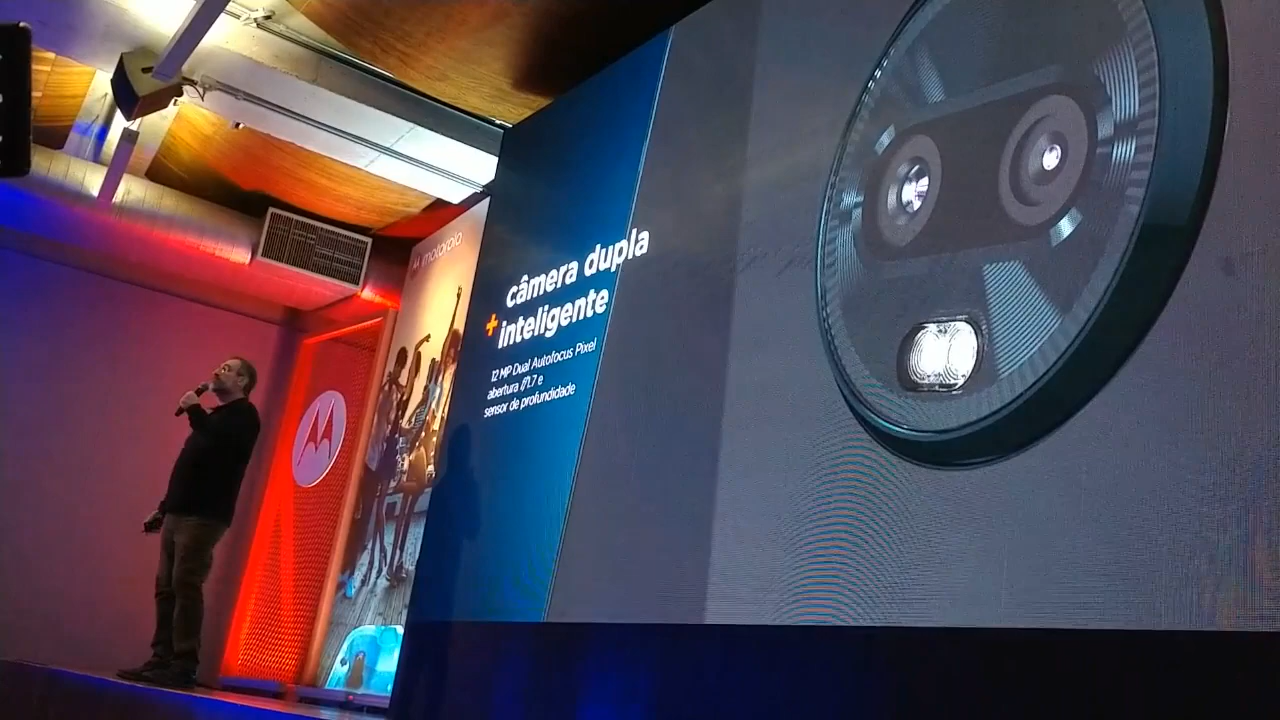 motorola
câmera dupla
+ inteligente
12 MP Dual Autofocus Pixel
abertura f/1.7 e
sensor de profundidade